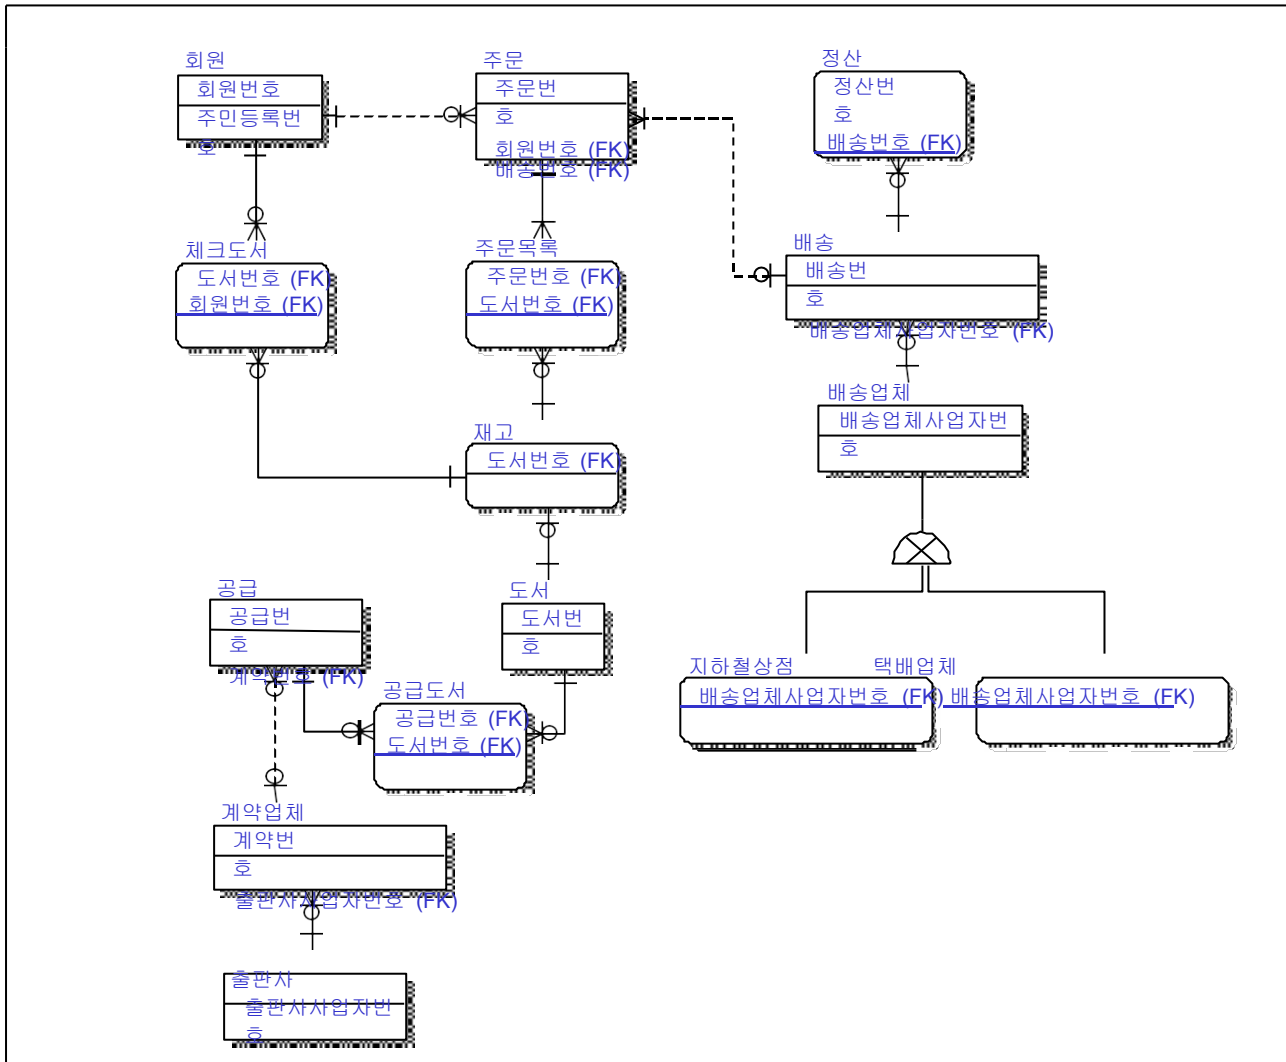 회원
회원번호
주민등록번
호
주문
주문번
호
회원번호 (FK)
배송번호 (FK)
정산
정산번
호
배송번호 (FK)
체크도서
도서번호 (FK)
회원번호 (FK)
주문목록
주문번호 (FK)
도서번호 (FK)
배송
배송번
호
배송업체사업자번호 (FK)
배송업체
배송업체사업자번
호
재고
도서번호 (FK)
공급
공급번
호
계약번호 (FK)
도서
도서번
호
공급도서
공급번호 (FK)
도서번호 (FK)
지하철상점
배송업체사업자번호 (FK)
택배업체
배송업체사업자번호 (FK)
계약업체
계약번
호
출판사사업자번호 (FK)
출판사
출판사사업자번
호